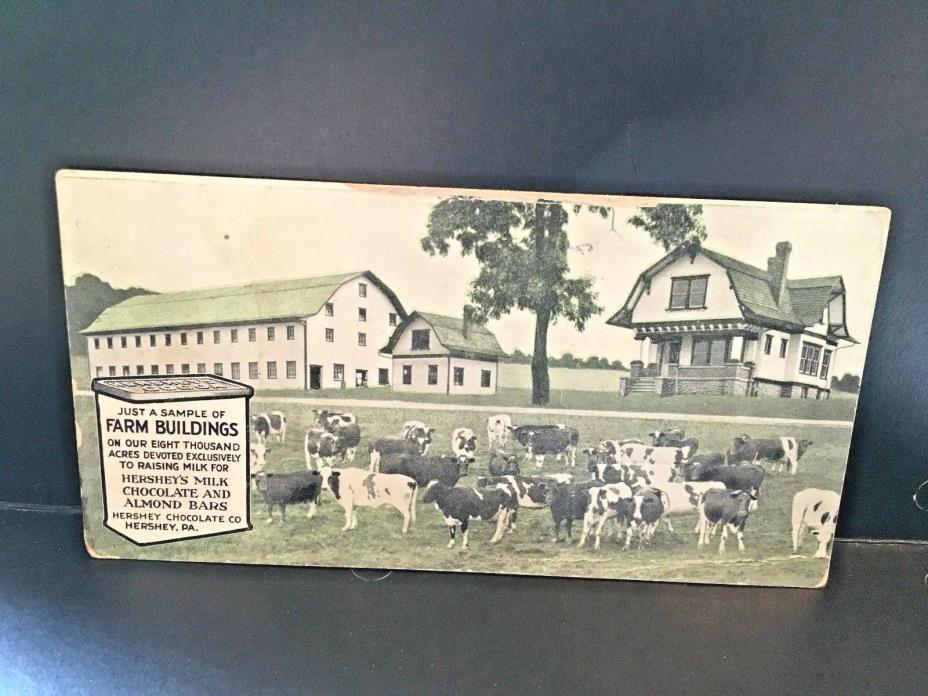 JUST A SAMPLE OF
FARM BUILDINGS
ON OUR EIGHT THOUSAND
ACRES DEVOTED EXCLUSIVELY
TO RAISING MILK FOR
HERSHEY'S MILK
CHOCOLATE AND
ALMOND BARS
HERSHEY CHOCOLATE CO
HERSHEY, PA.